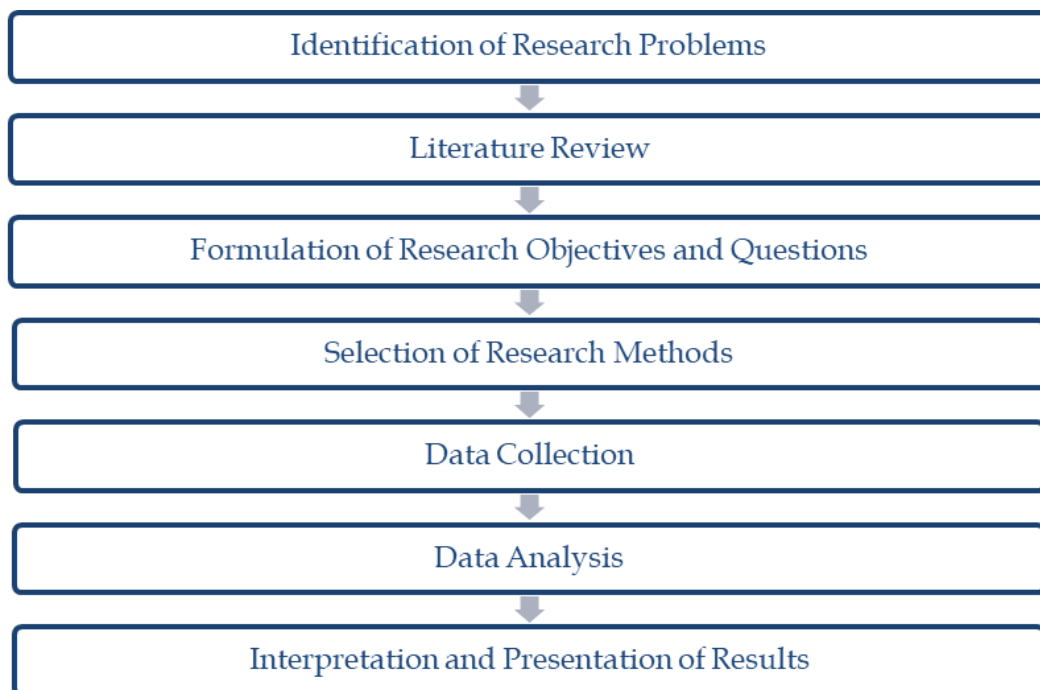 Identification of Research Problems
Literature Review
Formulation of Research Objectives and Questions
Selection of Research Methods
Data Collection
Data Analysis
Interpretation and Presentation of Results